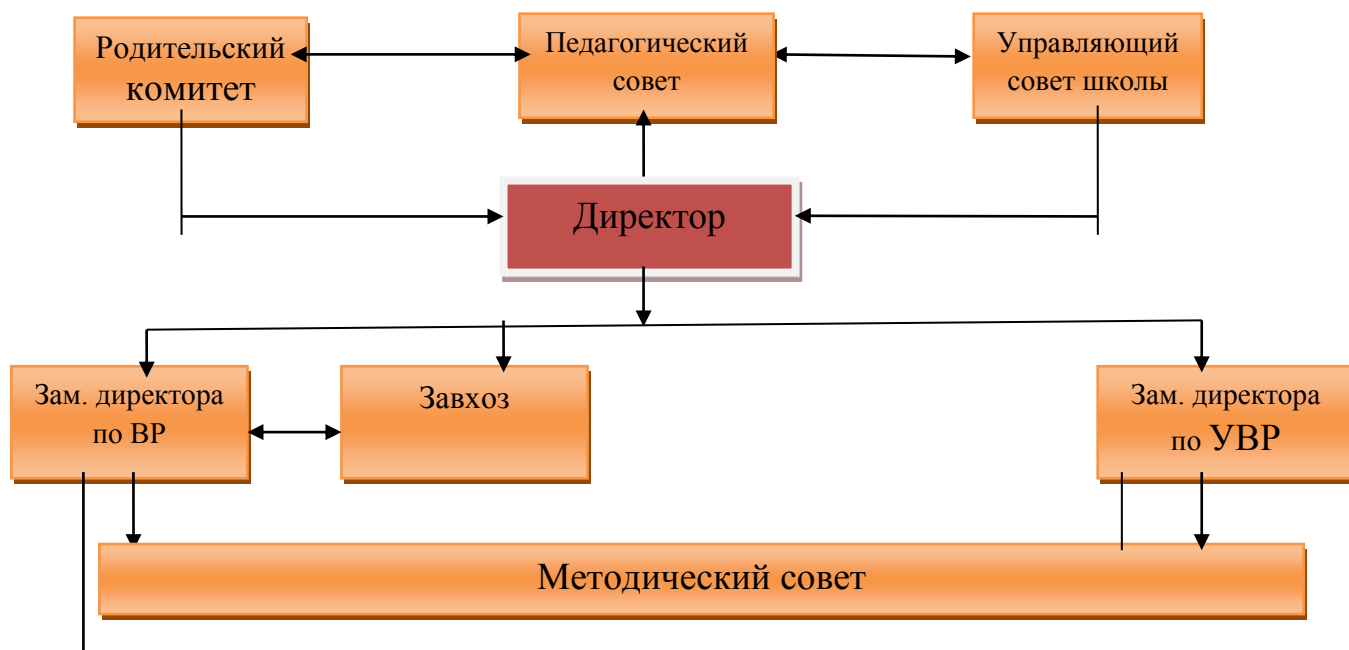 Родительский
комитет
Педагогический
совет
Управляющий
совет школы
Директор
Зам. директора
по ВР
Завхоз
Зам. директора
по УВР
Методический совет